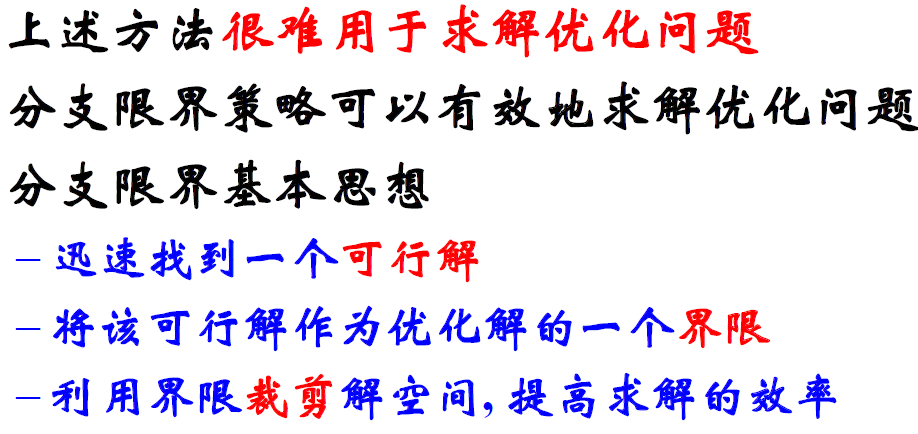 上述方法很难用于求解优化问题
分支限界策略可以有效地求解优化问题
分支限界基本思想
– 迅速找到一个可行解
– 将该可行解作为优化解的一个界限
– 利用界限裁剪解空间,提高求解的效率